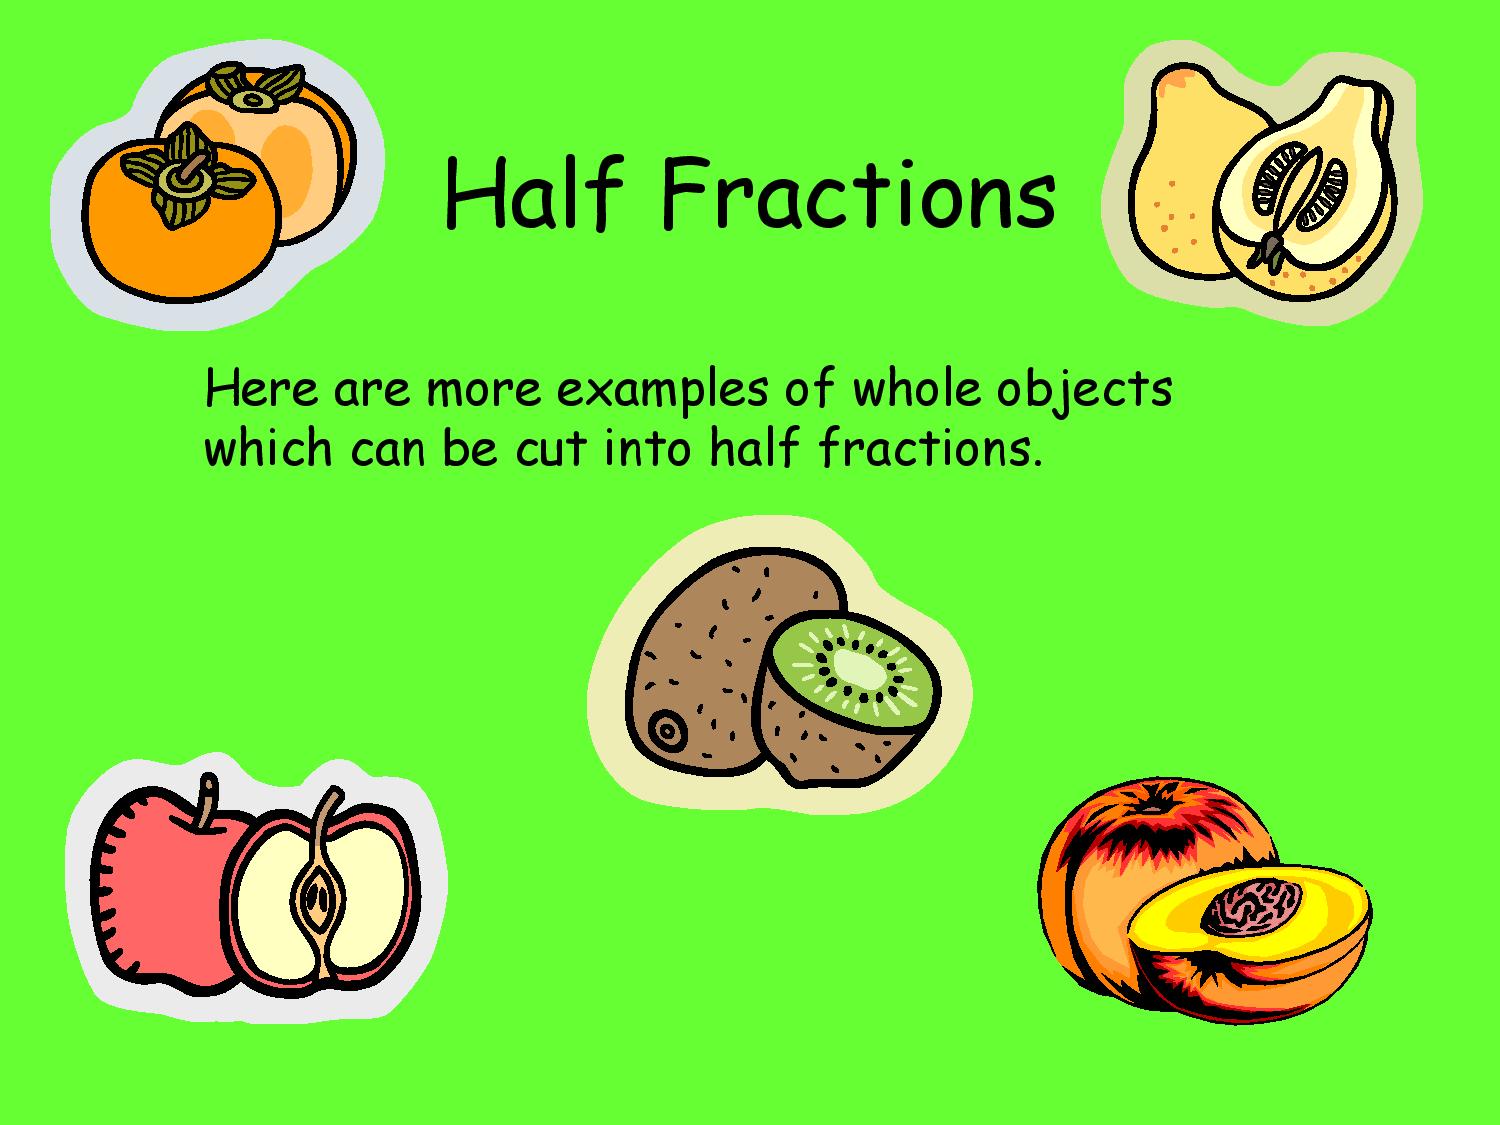 Half Fractions
Here are more examples of whole objects
which can be cut into half fractions.